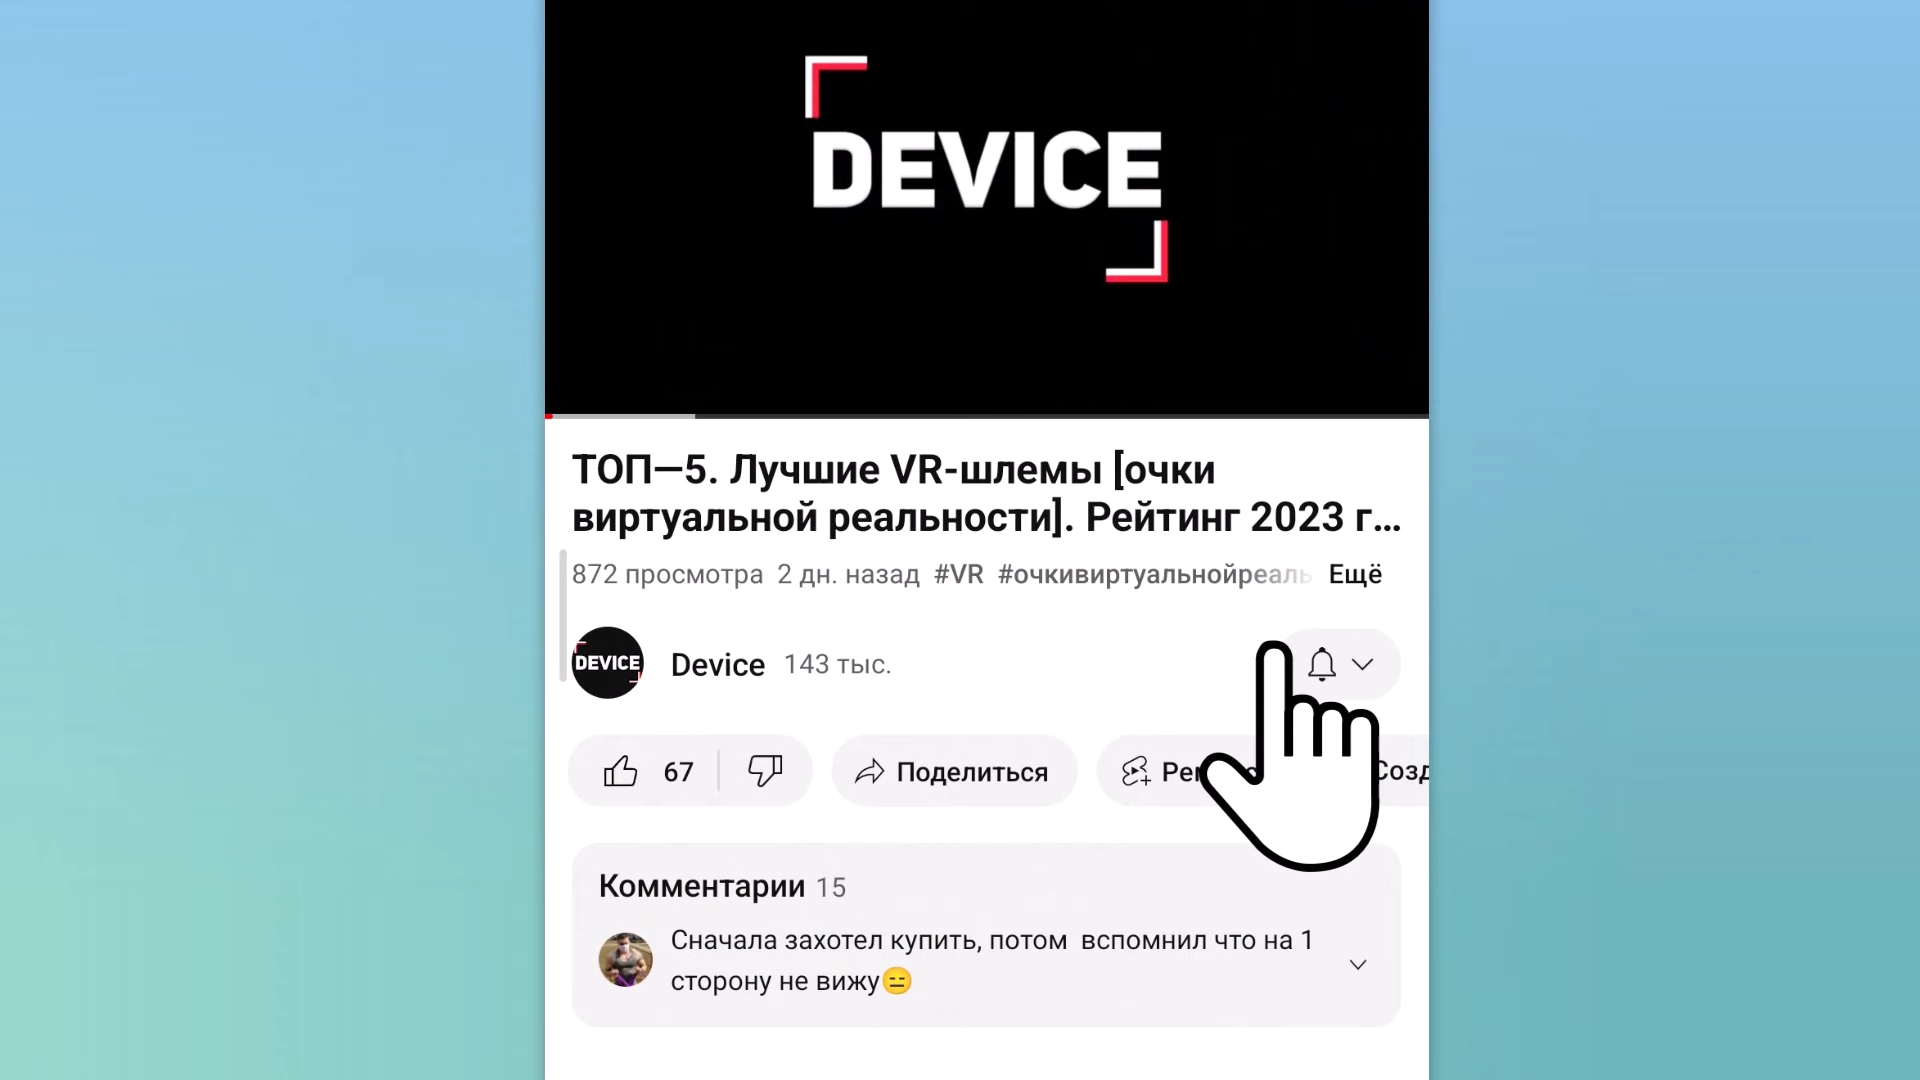 DEVICE
ТОП—5. Лучшие VR-шлемы [очки
виртуальной реальности]. Рейтинг 2023 г...
872 просмотра 2 дн. назад #VR #очкивиртуальнойреаль Ещё
DEVICE
Device 143 тыс.
67 Поделиться
Комментарии 15
Сначала захотел купить, потом вспомнил что на 1
сторону не вижу😑